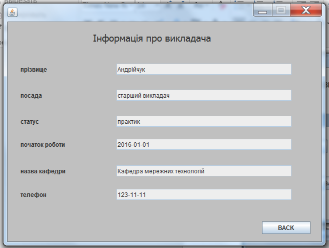 Інформація про викладача
прізвище Андрійчук
посада старший викладач
статус практик
початок роботи 2016-01-01
назва кафедри Кафедра мережних технологій
телефон 123-11-11
BACK